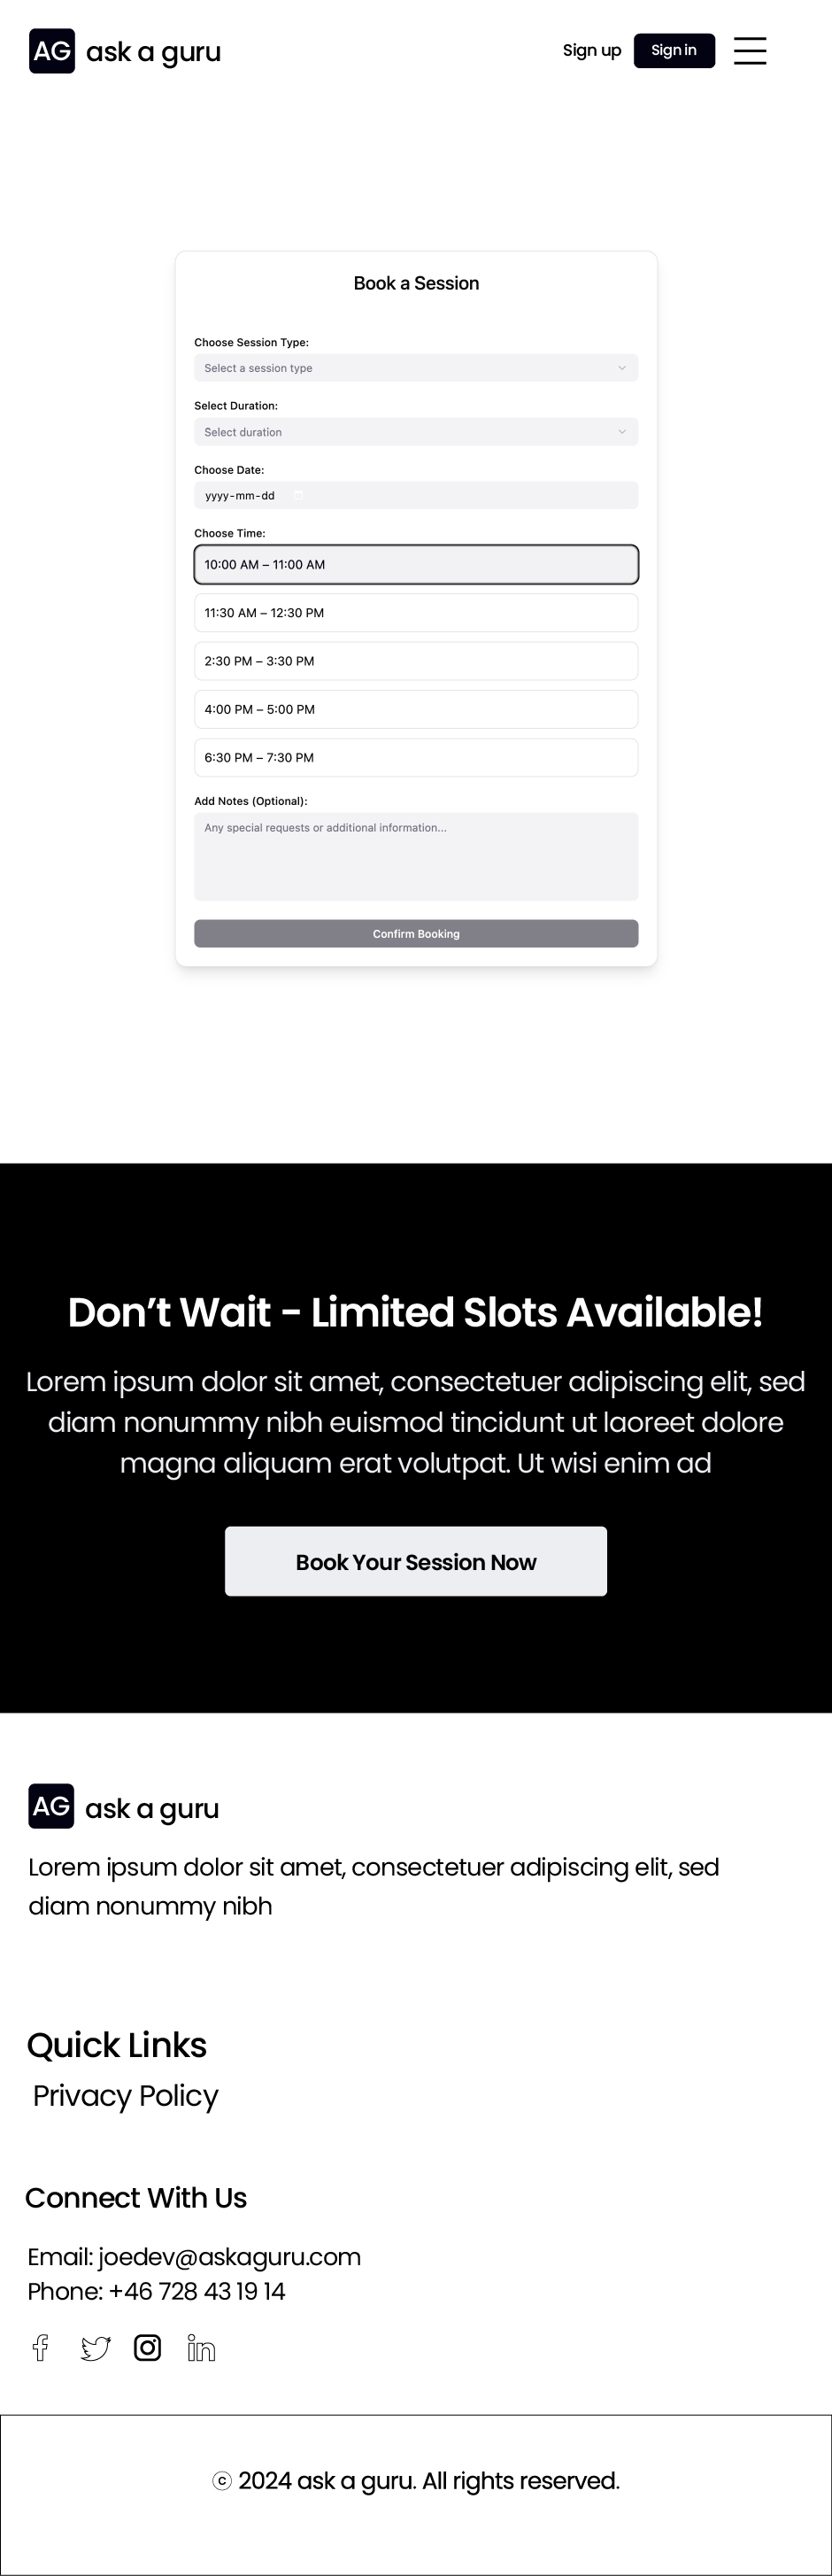 AG ask a guru
Sign up
Sign in
Book a Session
Choose Session Type:
Select a session type
Select Duration:
Select duration
Choose Date:
yyyy-mm-dd
Choose Time:
10:00 AM – 11:00 AM
11:30 AM – 12:30 PM
2:30 PM – 3:30 PM
4:00 PM – 5:00 PM
6:30 PM – 7:30 PM
Add Notes (Optional):
Any special requests or additional information...
Confirm Booking
Don’t Wait - Limited Slots Available!
Lorem ipsum dolor sit amet, consectetuer adipiscing elit, sed
diam nonummy nibh euismod tincidunt ut laoreet dolore
magna aliquam erat volutpat. Ut wisi enim ad
Book Your Session Now
AG ask a guru
Lorem ipsum dolor sit amet, consectetuer adipiscing elit, sed
diam nonummy nibh
Quick Links
Privacy Policy
Connect With Us
Email: joedev@askaguru.com
Phone: +46 728 43 19 14
© 2024 ask a guru. All rights reserved.